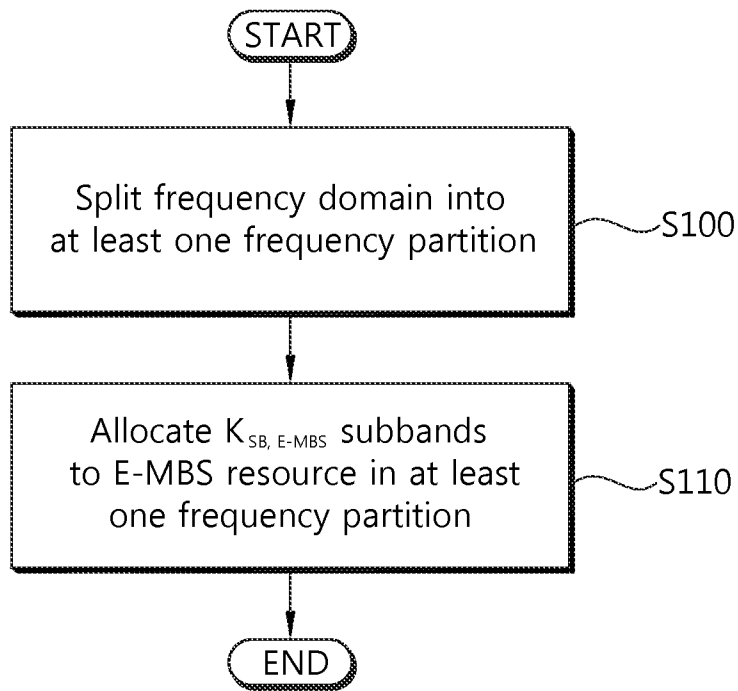 START
Split frequency domain into
at least one frequency partition
S100
Allocate K SB, E-MBS subbands
to E-MBS resource in at least
one frequency partition
S110
END